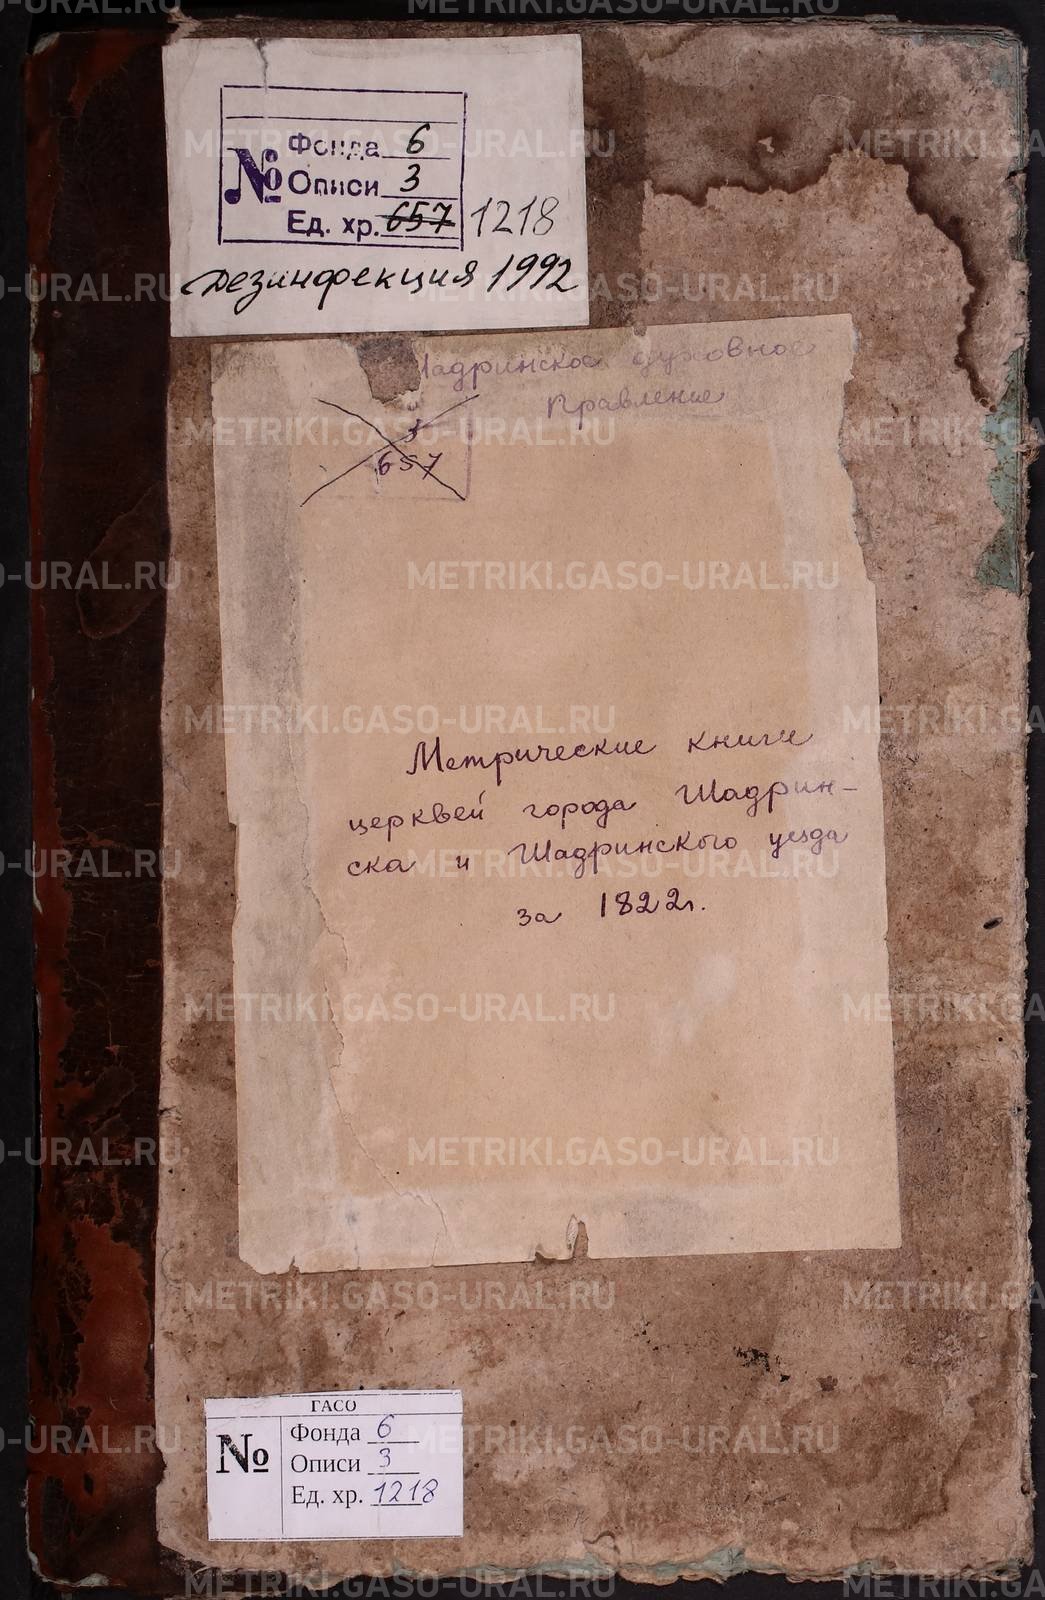 №
Фонда 6
Описи 3
Ед. хр. 657 1218
дезинфекция 1992
Шадринское духовное
правление
3
657
Метрические книги
церквей города Шадрин-
ска и Шадринского уезда
за 1822г.
ГАСО
№
Фонда 6
Описи 3
Ед. хр. 1218
METRIKI.GASO-URAL.RU